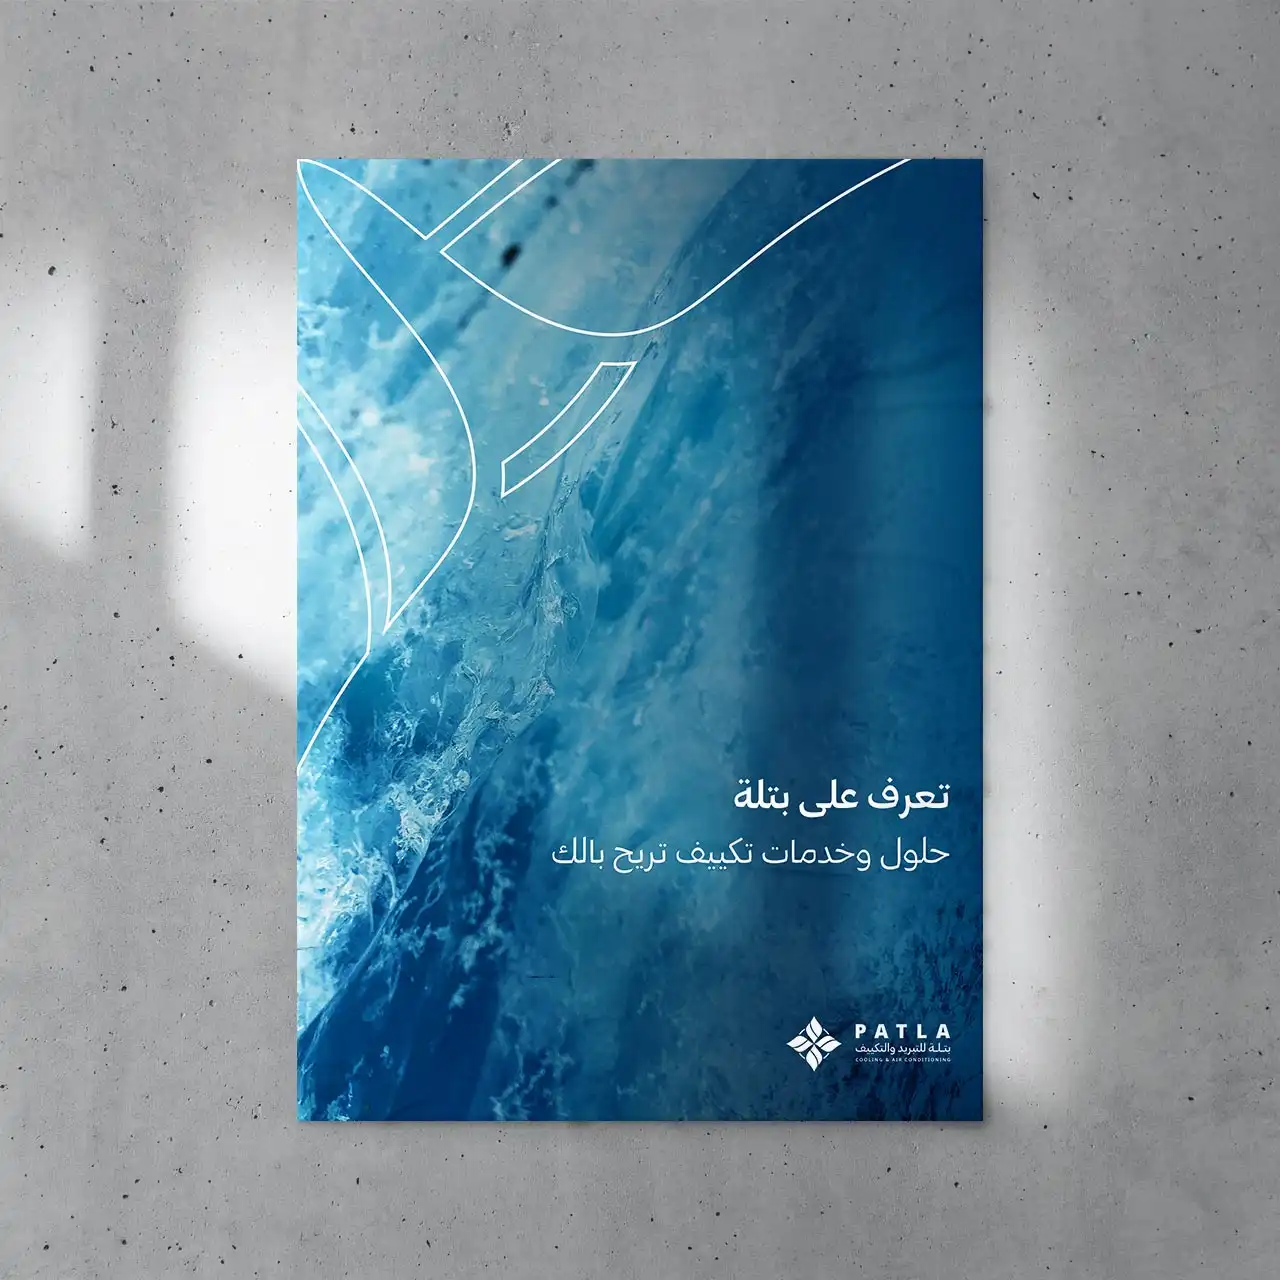 تعرف على بتلة
حلول وخدمات تكييف تريح بالك
PATLA
بتلة للتبريد والتكييف
COOLING & AIR CONDITIONING